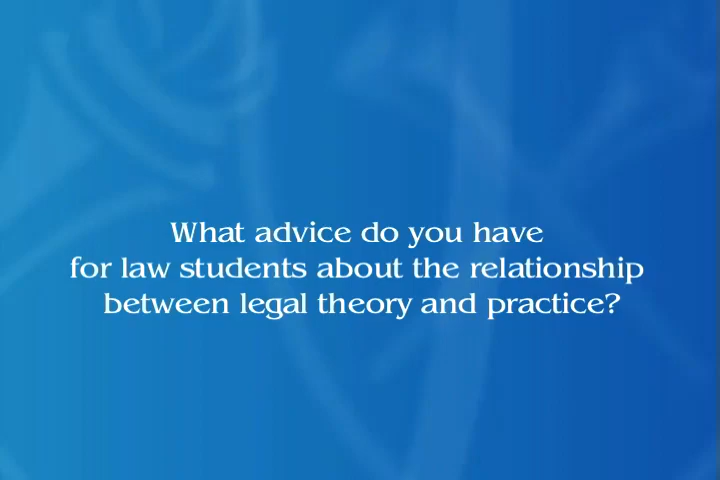 What advice do you have
for law students about the relationship
between legal theory and practice?